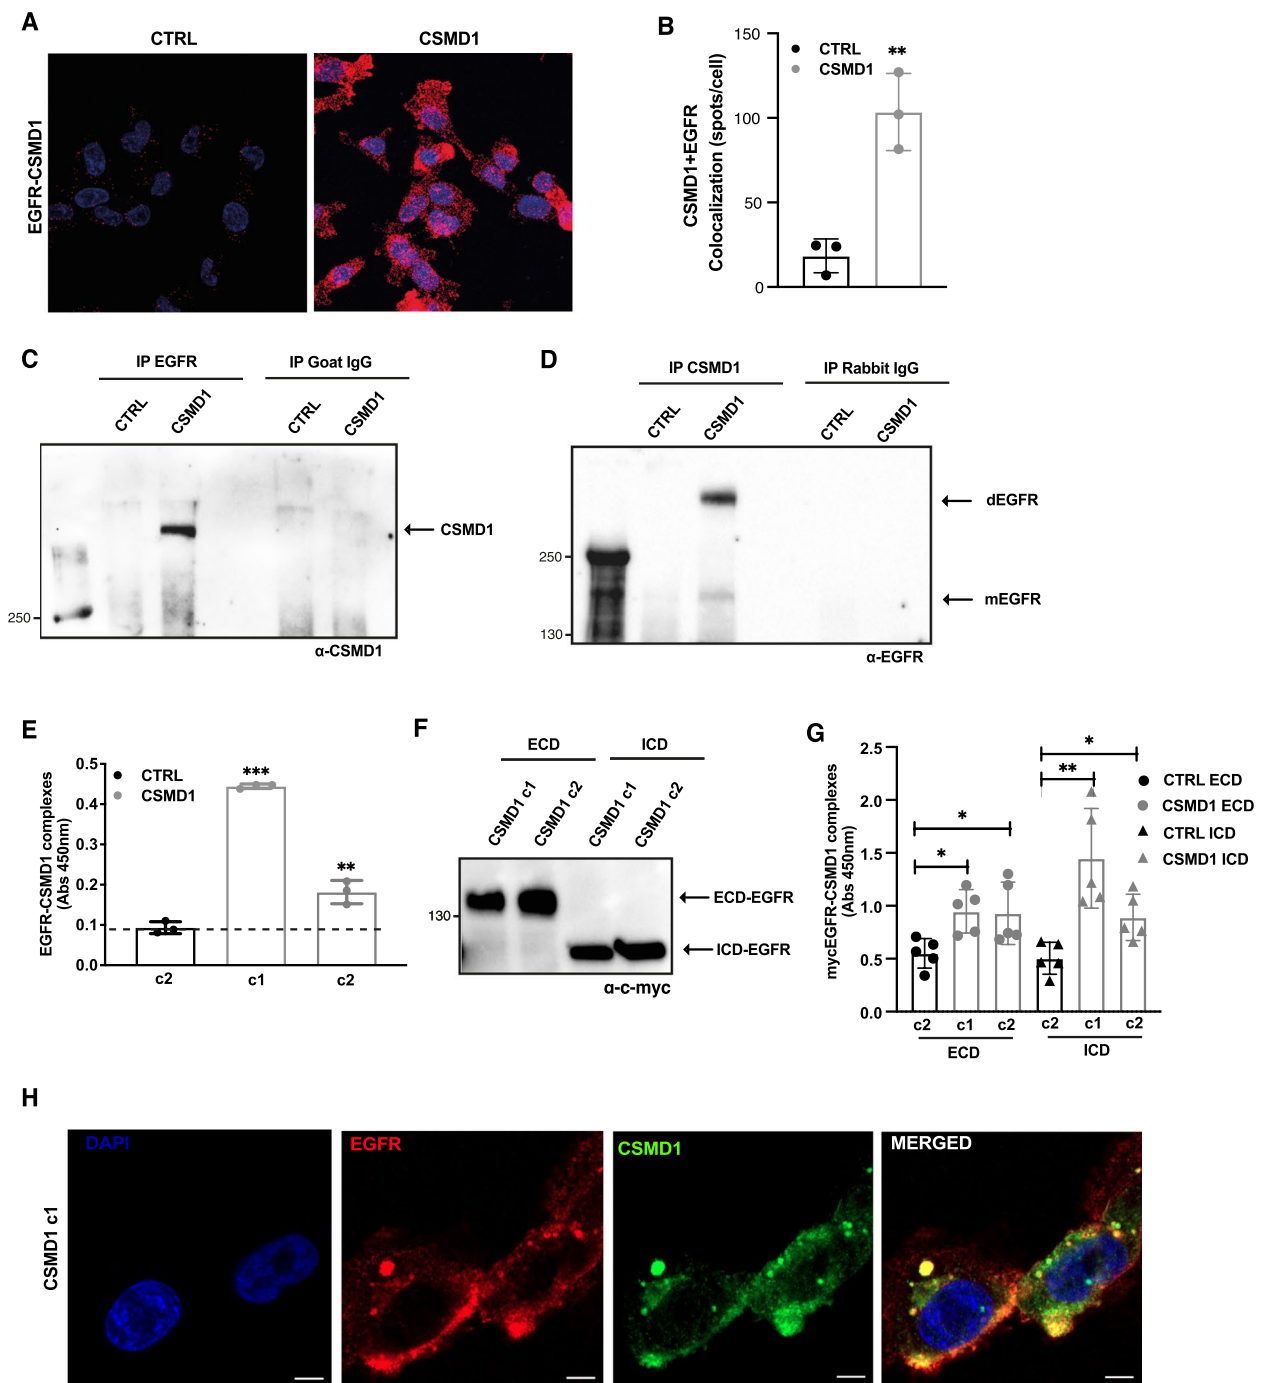 A
CTRL
CSMD1
EGFR-CSMD1
B
CSMD1+EGFR
Colocalization (spots/cell)
150
100
50
0
CTRL
CSMD1
**
C
IP EGFR
IP Goat IgG
CTRL
CSMD1
CTRL
CSMD1
250
CSMD1
α-CSMD1
D
IP CSMD1
IP Rabbit IgG
CTRL
CSMD1
CTRL
CSMD1
250
130
dEGFR
mEGFR
α-EGFR
E
EGFR-CSMD1 complexes
(Abs 450nm)
0.5
0.4
0.3
0.2
0.1
0.0
CTRL
CSMD1
***
**
c2
c1
c2
F
ECD
ICD
CSMD1 c1
CSMD1 c2
CSMD1 c1
CSMD1 c2
130
ECD-EGFR
ICD-EGFR
α-c-myc
G
mycEGFR-CSMD1 complexes
(Abs 450nm)
2.5
2.0
1.5
1.0
0.5
0.0
*
*
*
**
CTRL ECD
CSMD1 ECD
CTRL ICD
CSMD1 ICD
c2
c1
c2
c2
c1
c2
ECD
ICD
H
CSMD1 c1
DAPI
EGFR
CSMD1
MERGED